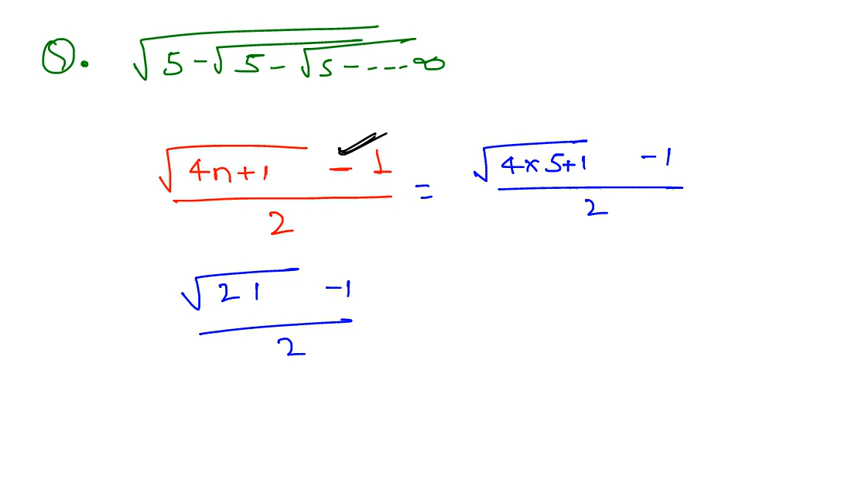 Q. √5-√5-√5-----∞
√4n+1 - 1 / 2 = √4×5+1 -1 / 2
√21 -1 / 2